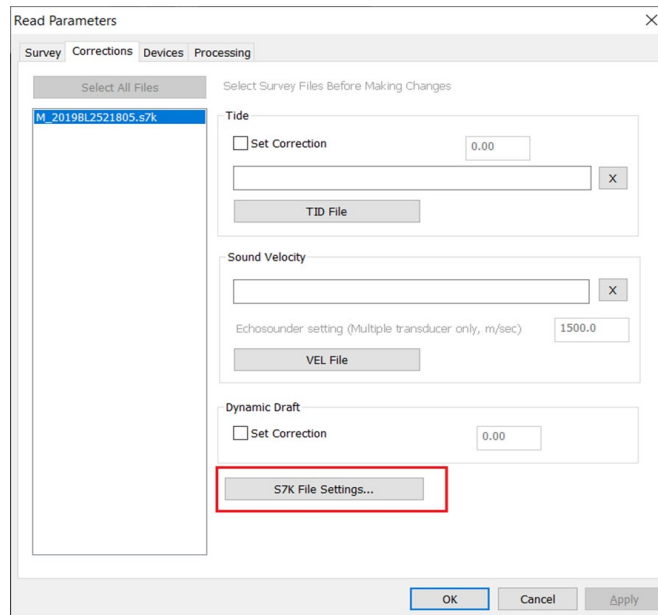 Read Parameters
Survey Corrections Devices Processing
Select All Files
Select Survey Files Before Making Changes
M_2019BL2521805.s7k
Tide
Set Correction
0.00
X
TID File
Sound Velocity
X
Echosounder setting (Multiple transducer only, m/sec)
1500.0
VEL File
Dynamic Draft
Set Correction
0.00
S7K File Settings...
OK Cancel Apply